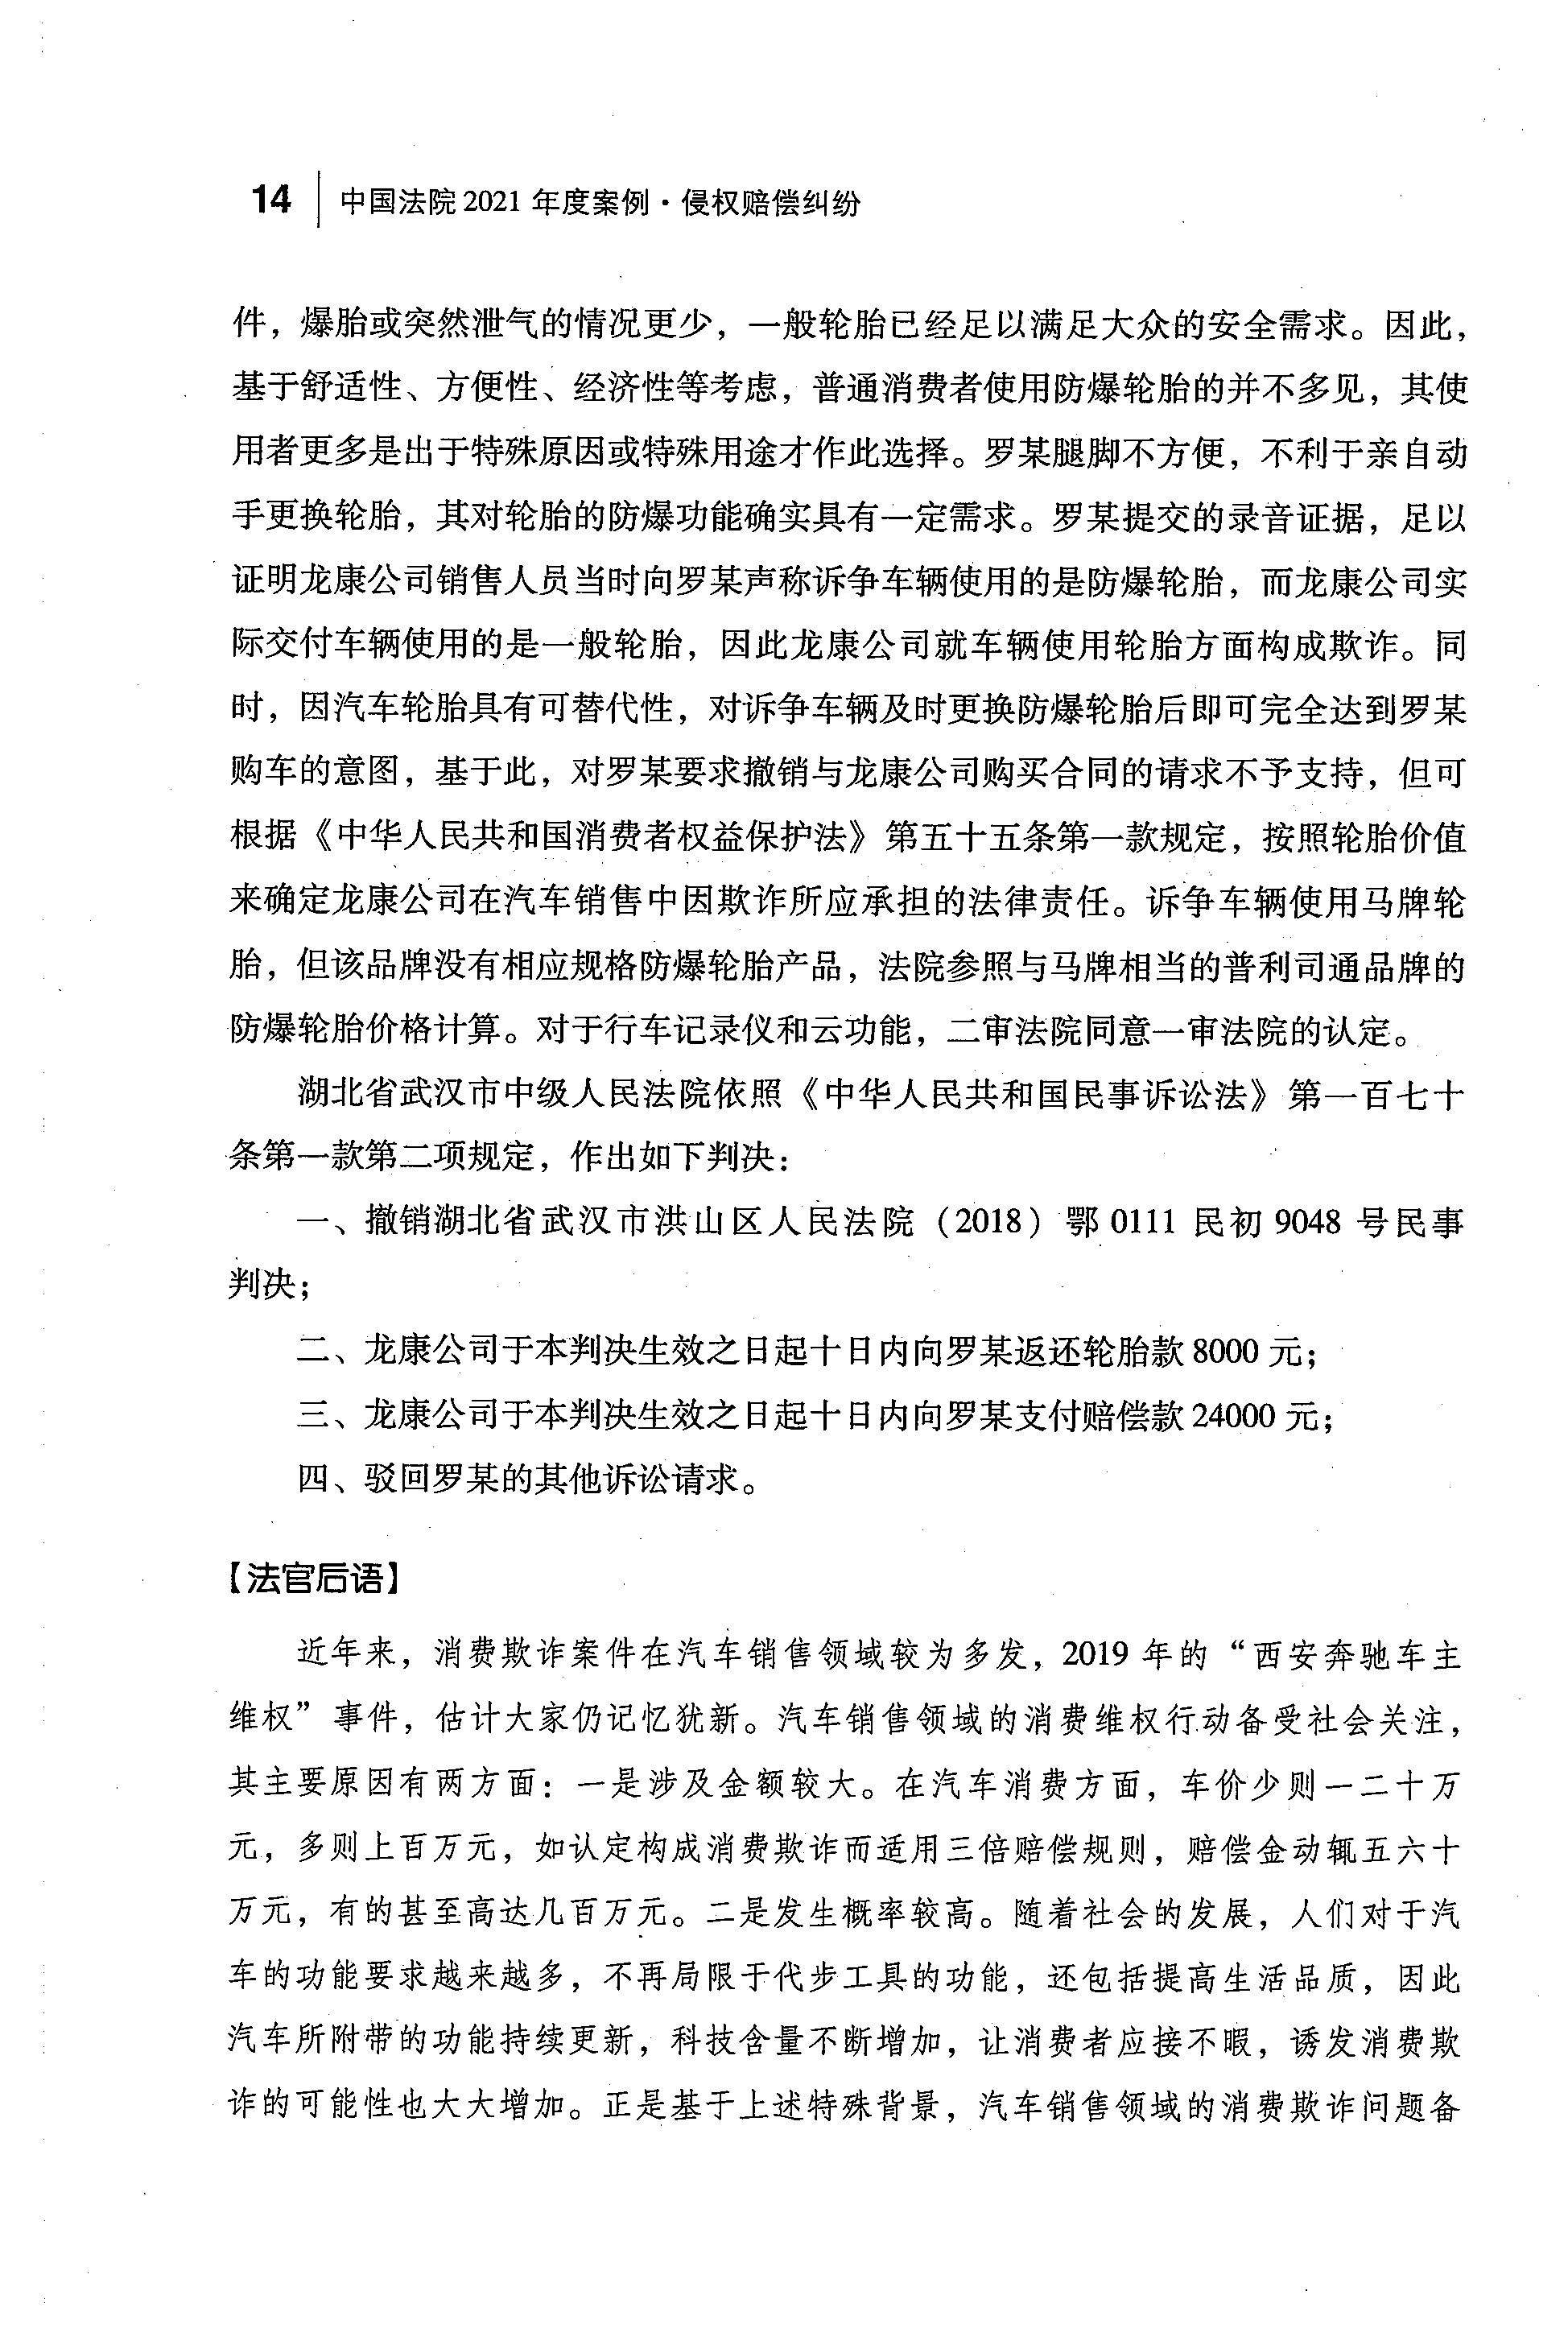 14 中国法院2021年度案例·侵权赔偿纠纷
件，爆胎或突然泄气的情况更少，一般轮胎已经足以满足大众的安全需求。因此，
基于舒适性、方便性、经济性等考虑，普通消费者使用防爆轮胎的并不多见，其使
用者更多是出于特殊原因或特殊用途才作此选择。罗某腿脚不方便，不利于亲自动
手更换轮胎，其对轮胎的防爆功能确实具有一定需求。罗某提交的录音证据，足以
证明龙康公司销售人员当时向罗某声称诉争车辆使用的是防爆轮胎，而龙康公司实
际交付车辆使用的是一般轮胎，因此龙康公司就车辆使用轮胎方面构成欺诈。同
时，因汽车轮胎具有可替代性，对诉争车辆及时更换防爆轮胎后即可完全达到罗某
购车的意图，基于此，对罗某要求撤销与龙康公司购买合同的请求不予支持，但可
根据《中华人民共和国消费者权益保护法》第五十五条第一款规定，按照轮胎价值
来确定龙康公司在汽车销售中因欺诈所应承担的法律责任。诉争车辆使用马牌轮
胎，但该品牌没有相应规格防爆轮胎产品，法院参照与马牌相当的普利司通品牌的
防爆轮胎价格计算。对于行车记录仪和云功能，二审法院同意一审法院的认定。
湖北省武汉市中级人民法院依照《中华人民共和国民事诉讼法》第一百七十
条第一款第二项规定，作出如下判决：
一、撤销湖北省武汉市洪山区人民法院（2018）鄂0111民初9048号民事
判决；
二、龙康公司于本判决生效之日起十日内向罗某返还轮胎款8000元；
三、龙康公司于本判决生效之日起十日内向罗某支付赔偿款24000元；
四、驳回罗某的其他诉讼请求。
【法官后语】
近年来，消费欺诈案件在汽车销售领域较为多发，2019年的“西安奔驰车主
维权”事件，估计大家仍记忆犹新。汽车销售领域的消费维权行动备受社会关注，
其主要原因有两方面：一是涉及金额较大。在汽车消费方面，车价少则一二十万
元，多则上百万元，如认定构成消费欺诈而适用三倍赔偿规则，赔偿金动辄五六十
万元，有的甚至高达几百万元。二是发生概率较高。随着社会的发展，人们对于汽
车的功能要求越来越多，不再局限于代步工具的功能，还包括提高生活品质，因此
汽车所附带的功能持续更新，科技含量不断增加，让消费者应接不暇，诱发消费欺
诈的可能性也大大增加。正是基于上述特殊背景，汽车销售领域的消费欺诈问题备